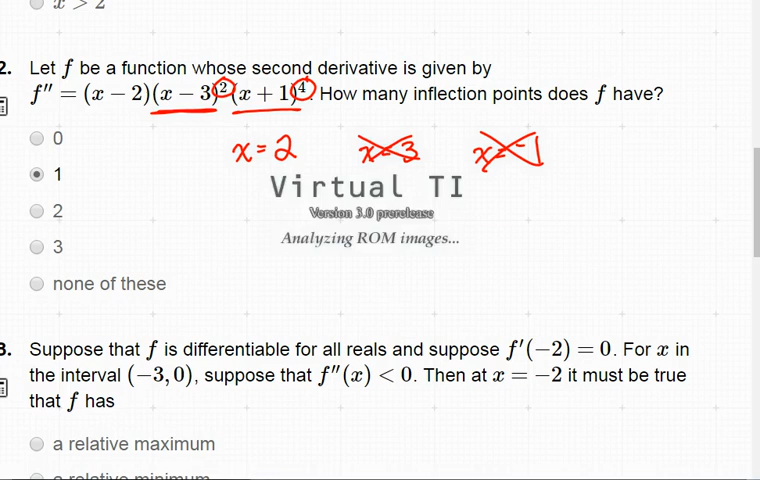 x > 2
2. Let f be a function whose second derivative is given by
f″ = (x − 2)(x − 3)²(x + 1)⁴. How many inflection points does f have?
0
x = 2 x = 3 x = −1
1
Virtual TI
Version 3.0 prerelease
2
Analyzing ROM images...
3
none of these
3. Suppose that f is differentiable for all reals and suppose f′(−2) = 0. For x in
the interval (−3, 0), suppose that f″(x) < 0. Then at x = −2 it must be true
that f has
a relative maximum
a relative minimum